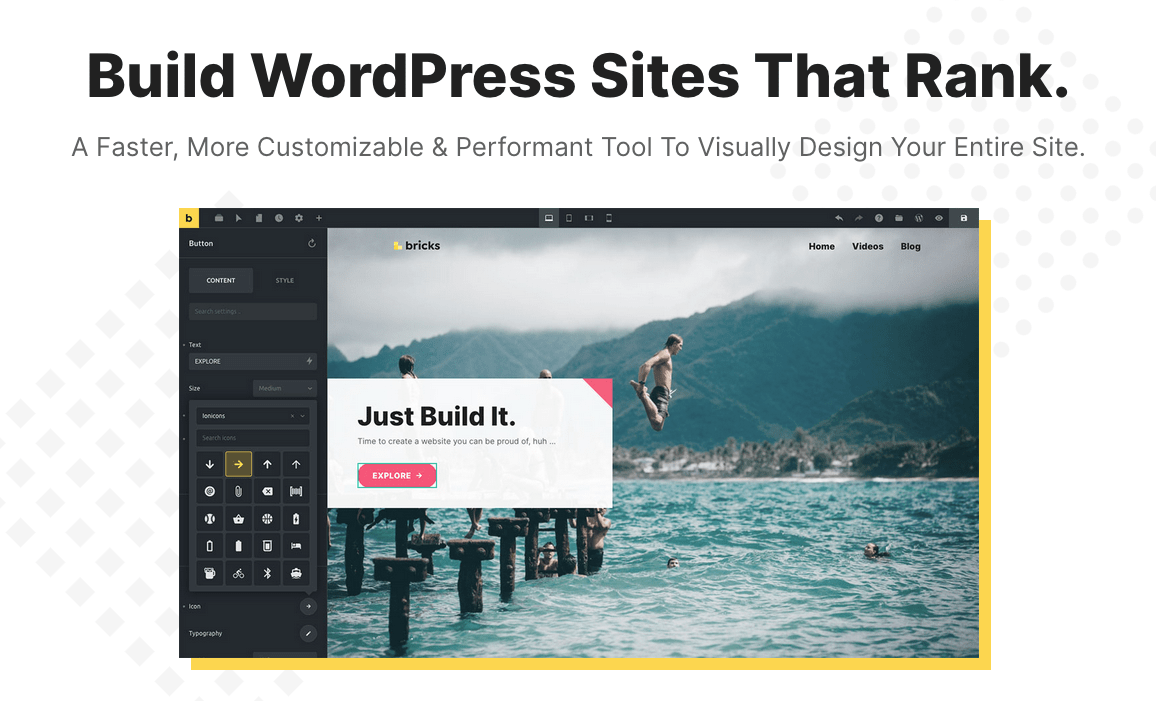 Build WordPress Sites That Rank.
A Faster, More Customizable & Performant Tool To Visually Design Your Entire Site.
b
Button
CONTENT STYLE
Search settings...
Text
EXPLORE
Size Medium
Ionicons
Search icons
Icon
Typography
bricks
Home Videos Blog
Just Build It.
Time to create a website you can be proud of, huh ...
EXPLORE